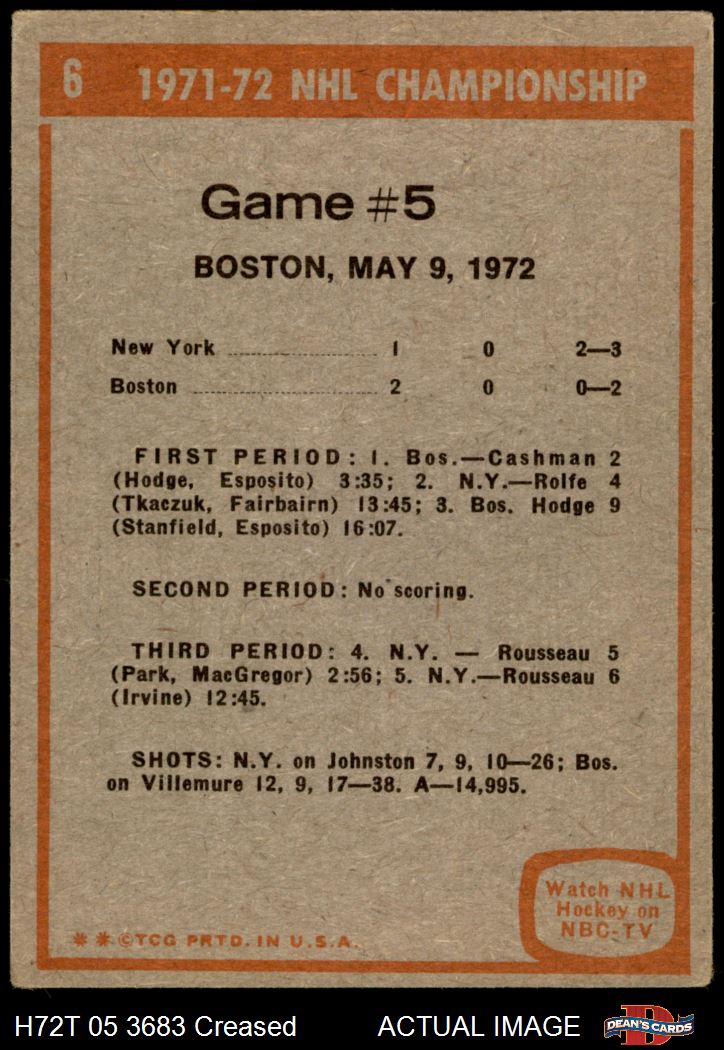 6 1971-72 NHL CHAMPIONSHIP
Game #5
BOSTON, MAY 9, 1972
New York 1 0 2—3
Boston 2 0 0—2
FIRST PERIOD: 1. Bos.—Cashman 2
(Hodge, Esposito) 3:35; 2. N.Y.—Rolfe 4
(Tkaczuk, Fairbairn) 13:45; 3. Bos. Hodge 9
(Stanfield, Esposito) 16:07.
SECOND PERIOD: No scoring.
THIRD PERIOD: 4. N.Y. — Rousseau 5
(Park, MacGregor) 2:56; 5. N.Y.—Rousseau 6
(Irvine) 12:45.
SHOTS: N.Y. on Johnston 7, 9, 10—26; Bos.
on Villemure 12, 9, 17—38. A—14,995.
Watch NHL
Hockey on
NBC-TV
**©TCG PRTD. IN U.S.A.
H72T 05 3683 Creased ACTUAL IMAGE
D
DEAN'S CARDS